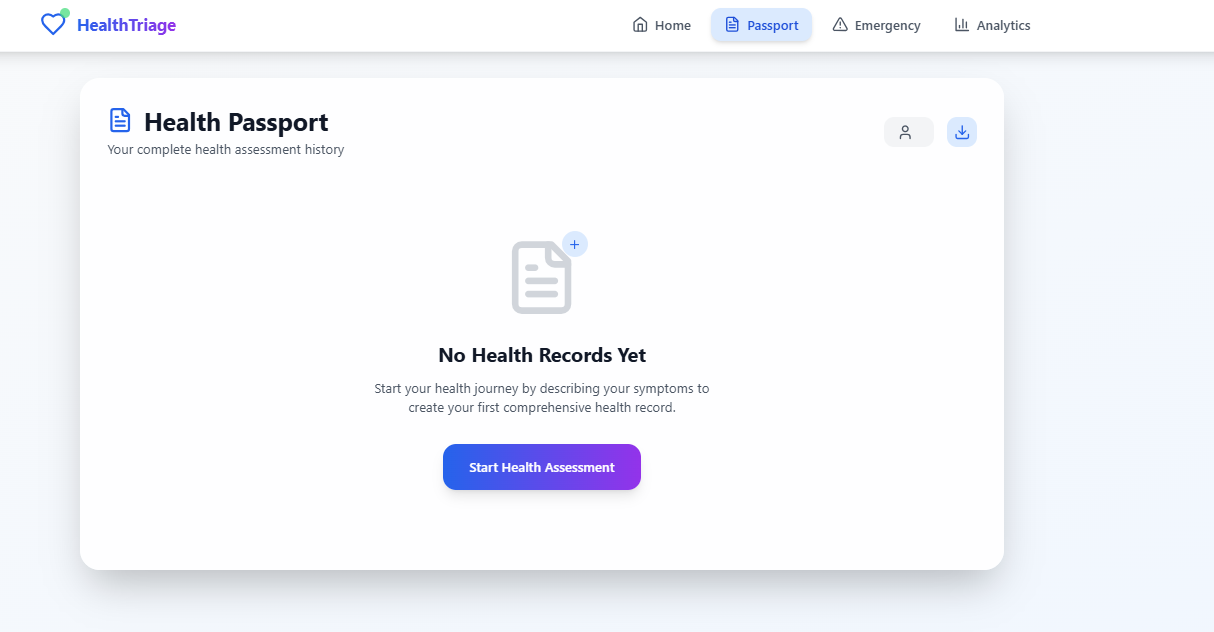 HealthTriage
Home
Passport
Emergency
Analytics
Health Passport
Your complete health assessment history
No Health Records Yet
Start your health journey by describing your symptoms to
create your first comprehensive health record.
Start Health Assessment